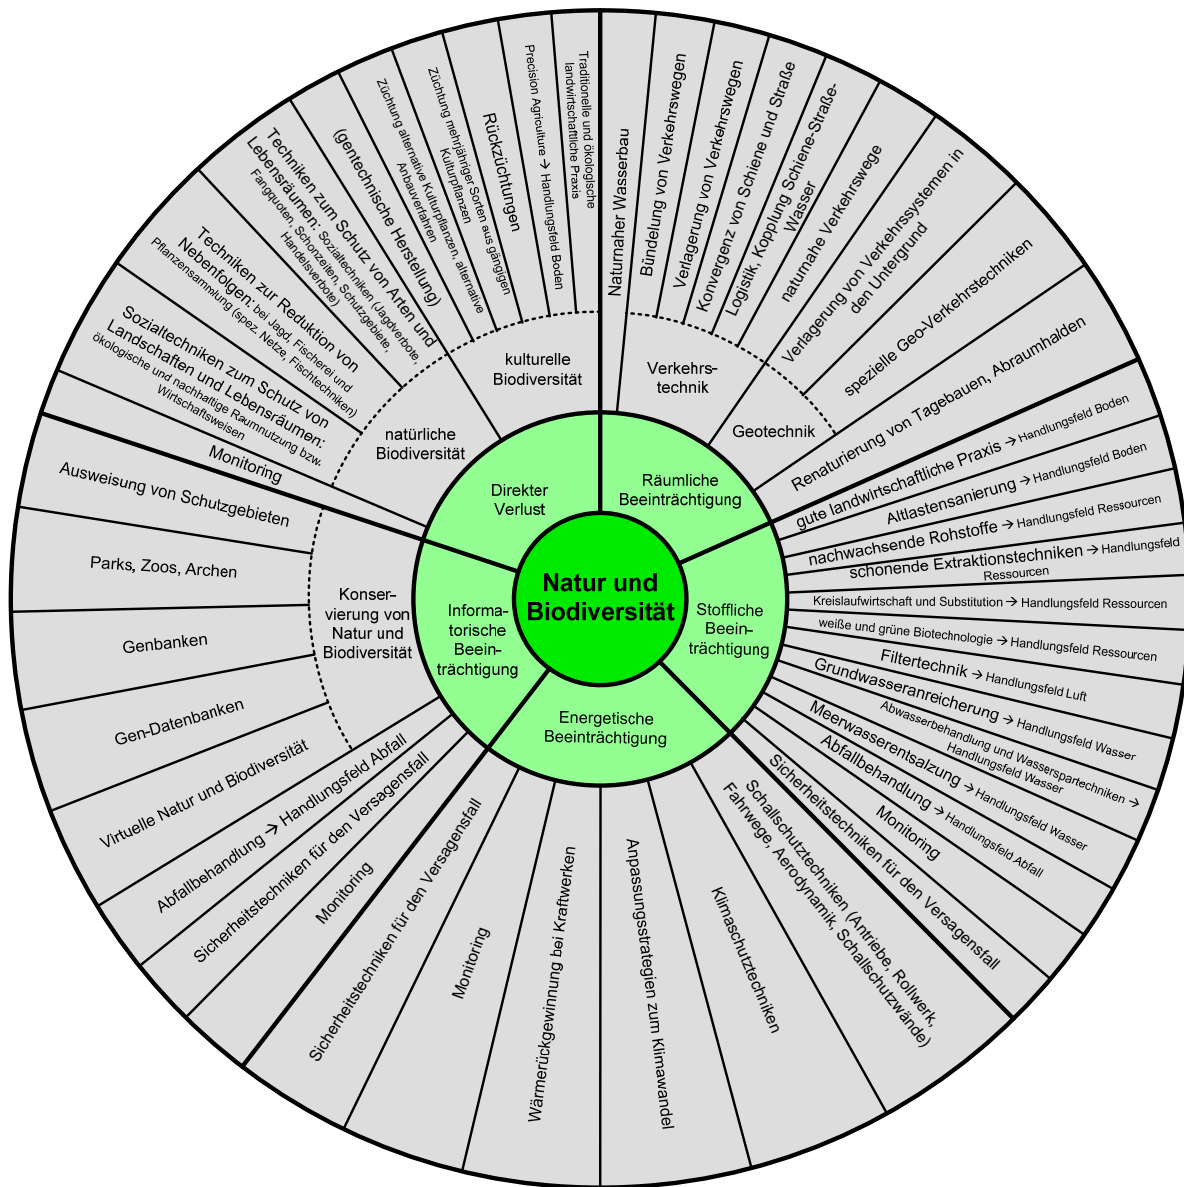 Natur und
Biodiversität
Räumliche
Beeinträchtigung
Naturnaher Wasserbau
Verkehrs-
technik
Bündelung von Verkehrswegen
Verlagerung von Verkehrswegen
Konvergenz von Schiene und Straße
Logistik, Kopplung Schiene-Straße-
Wasser
naturnahe Verkehrswege
Geotechnik
Verlagerung von Verkehrssystemen in
den Untergrund
spezielle Geo-Verkehrstechniken
Renaturierung von Tagebauen, Abraumhalden
Stoffliche
Beein-
trächtigung
gute landwirtschaftliche Praxis → Handlungsfeld Boden
Altlastensanierung → Handlungsfeld Boden
nachwachsende Rohstoffe → Handlungsfeld Ressourcen
schonende Extraktionstechniken → Handlungsfeld
Ressourcen
Kreislaufwirtschaft und Substitution → Handlungsfeld Ressourcen
weiße und grüne Biotechnologie → Handlungsfeld Ressourcen
Filtertechnik → Handlungsfeld Luft
Grundwasseranreicherung → Handlungsfeld Wasser
Abwasserbehandlung und Wasserspartechniken →
Handlungsfeld Wasser
Meerwasserentsalzung → Handlungsfeld Wasser
Abfallbehandlung → Handlungsfeld Abfall
Monitoring
Sicherheitstechniken für den Versagensfall
Energetische
Beeinträchtigung
Schallschutztechniken (Antriebe, Rollwerk,
Fahrwege, Aerodynamik, Schallschutzwände)
Klimaschutztechniken
Anpassungsstrategien zum Klimawandel
Wärmerückgewinnung bei Kraftwerken
Monitoring
Sicherheitstechniken für den Versagensfall
Informa-
torische
Beein-
trächtigung
Monitoring
Sicherheitstechniken für den Versagensfall
Abfallbehandlung → Handlungsfeld Abfall
Konser-
vierung von
Natur und
Biodiversität
Virtuelle Natur und Biodiversität
Gen-Datenbanken
Genbanken
Parks, Zoos, Archen
Ausweisung von Schutzgebieten
Direkter
Verlust
Monitoring
natürliche
Biodiversität
Sozialtechniken zum Schutz von
Landschaften und Lebensräumen:
ökologische und nachhaltige Raumnutzung bzw.
Wirtschaftsweisen
Techniken zur Reduktion von
Nebenfolgen: bei Jagd, Fischerei und
Pflanzensammlung (spez. Netze, Fischtechniken)
Techniken zum Schutz von Arten und
Lebensräumen: Sozialtechniken (Jagdverbote,
Fangquoten, Schonzeiten, Schutzgebiete,
Handelsverbote)
(gentechnische Herstellung)
kulturelle
Biodiversität
Züchtung alternative Kulturpflanzen, alternative
Anbauverfahren
Züchtung mehrjähriger Sorten aus gängigen
Kulturpflanzen
Rückzüchtungen
Precision Agriculture → Handlungsfeld Boden
Traditionelle und ökologische
landwirtschaftliche Praxis